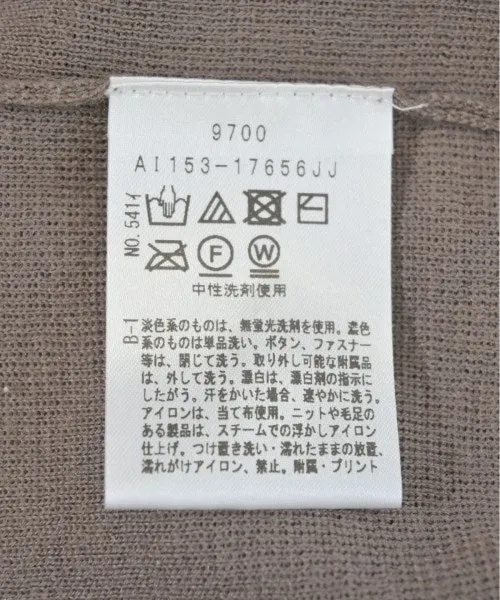 9700
AI153-17656JJ
NO.541イ
F
W
中性洗剤使用
B-1
淡色系のものは、無蛍光洗剤を使用。濃色
系のものは単品洗い。ボタン、ファスナー
等は、閉じて洗う。取り外し可能な附属品
は、外して洗う。漂白は、漂白剤の指示に
したがう。汗をかいた場合、速やかに洗う。
アイロンは、当て布使用。ニットや毛足の
ある製品は、スチームでの浮かしアイロン
仕上げ。つけ置き洗い・濡れたままの放置、
濡れがけアイロン、禁止。附属・プリント